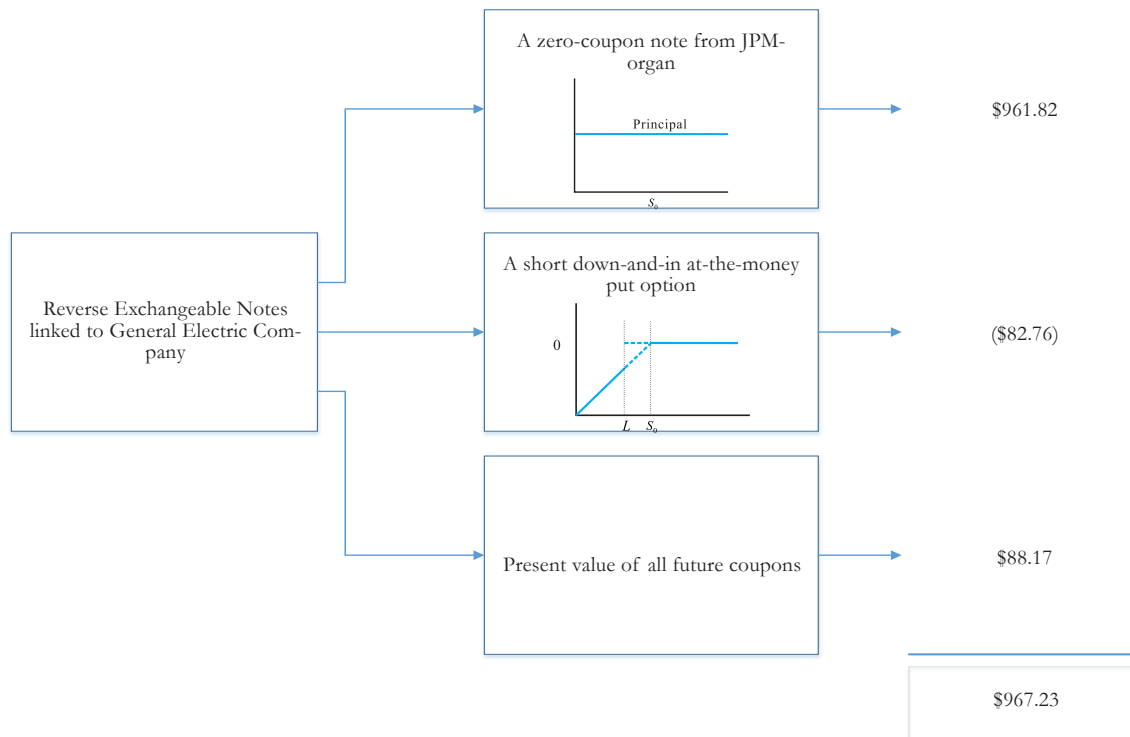 A zero-coupon note from JPM-
organ
Principal
S₀
$961.82
Reverse Exchangeable Notes
linked to General Electric Com-
pany
A short down-and-in at-the-money
put option
0
L S₀
($82.76)
Present value of all future coupons
$88.17
$967.23